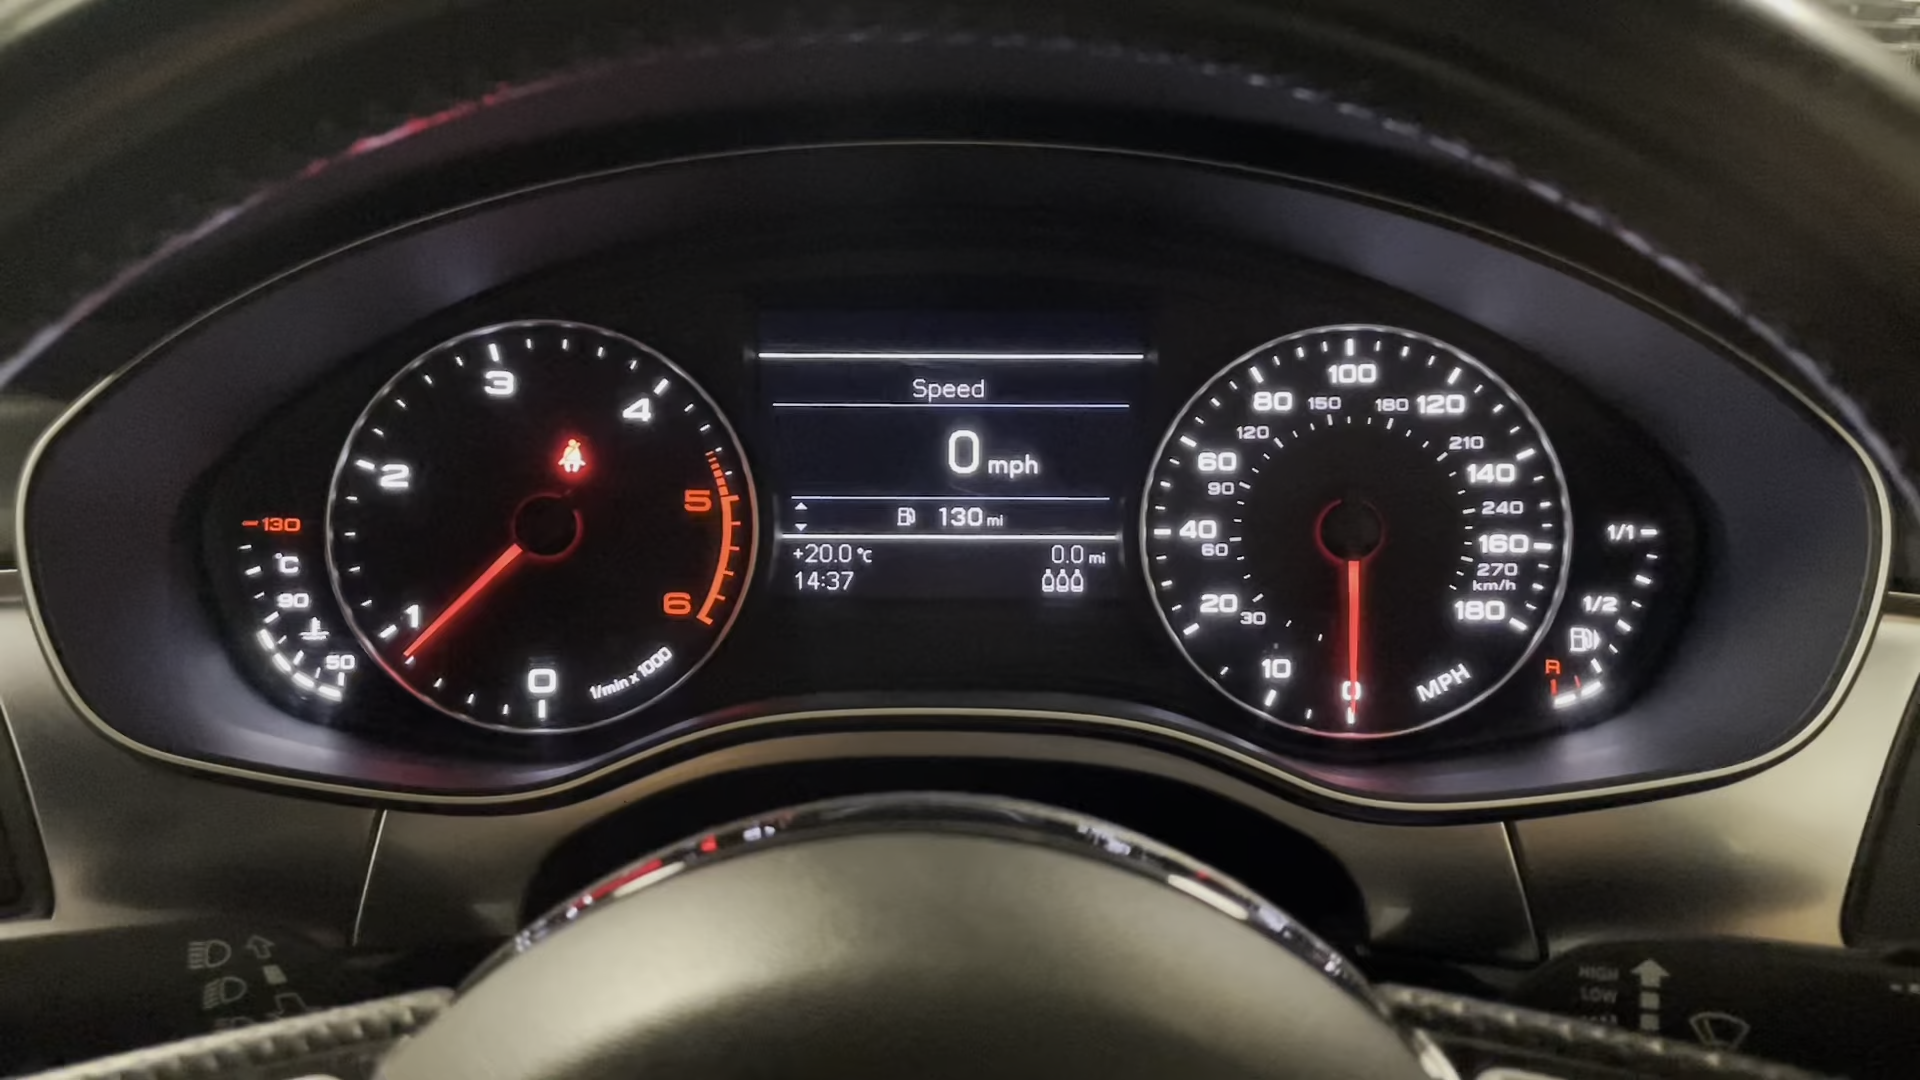 3
4
2
5
1
6
0
1/min x 1000
130
°C
90
50
Speed
0 mph
130 mi
+20.0 °C 0.0 mi
14:37
100
80 120
60 140
40 160
20 180
10
0
MPH
150 180
120 210
90 240
60 270
30 km/h
1/1
1/2
R
HIGH
LOW